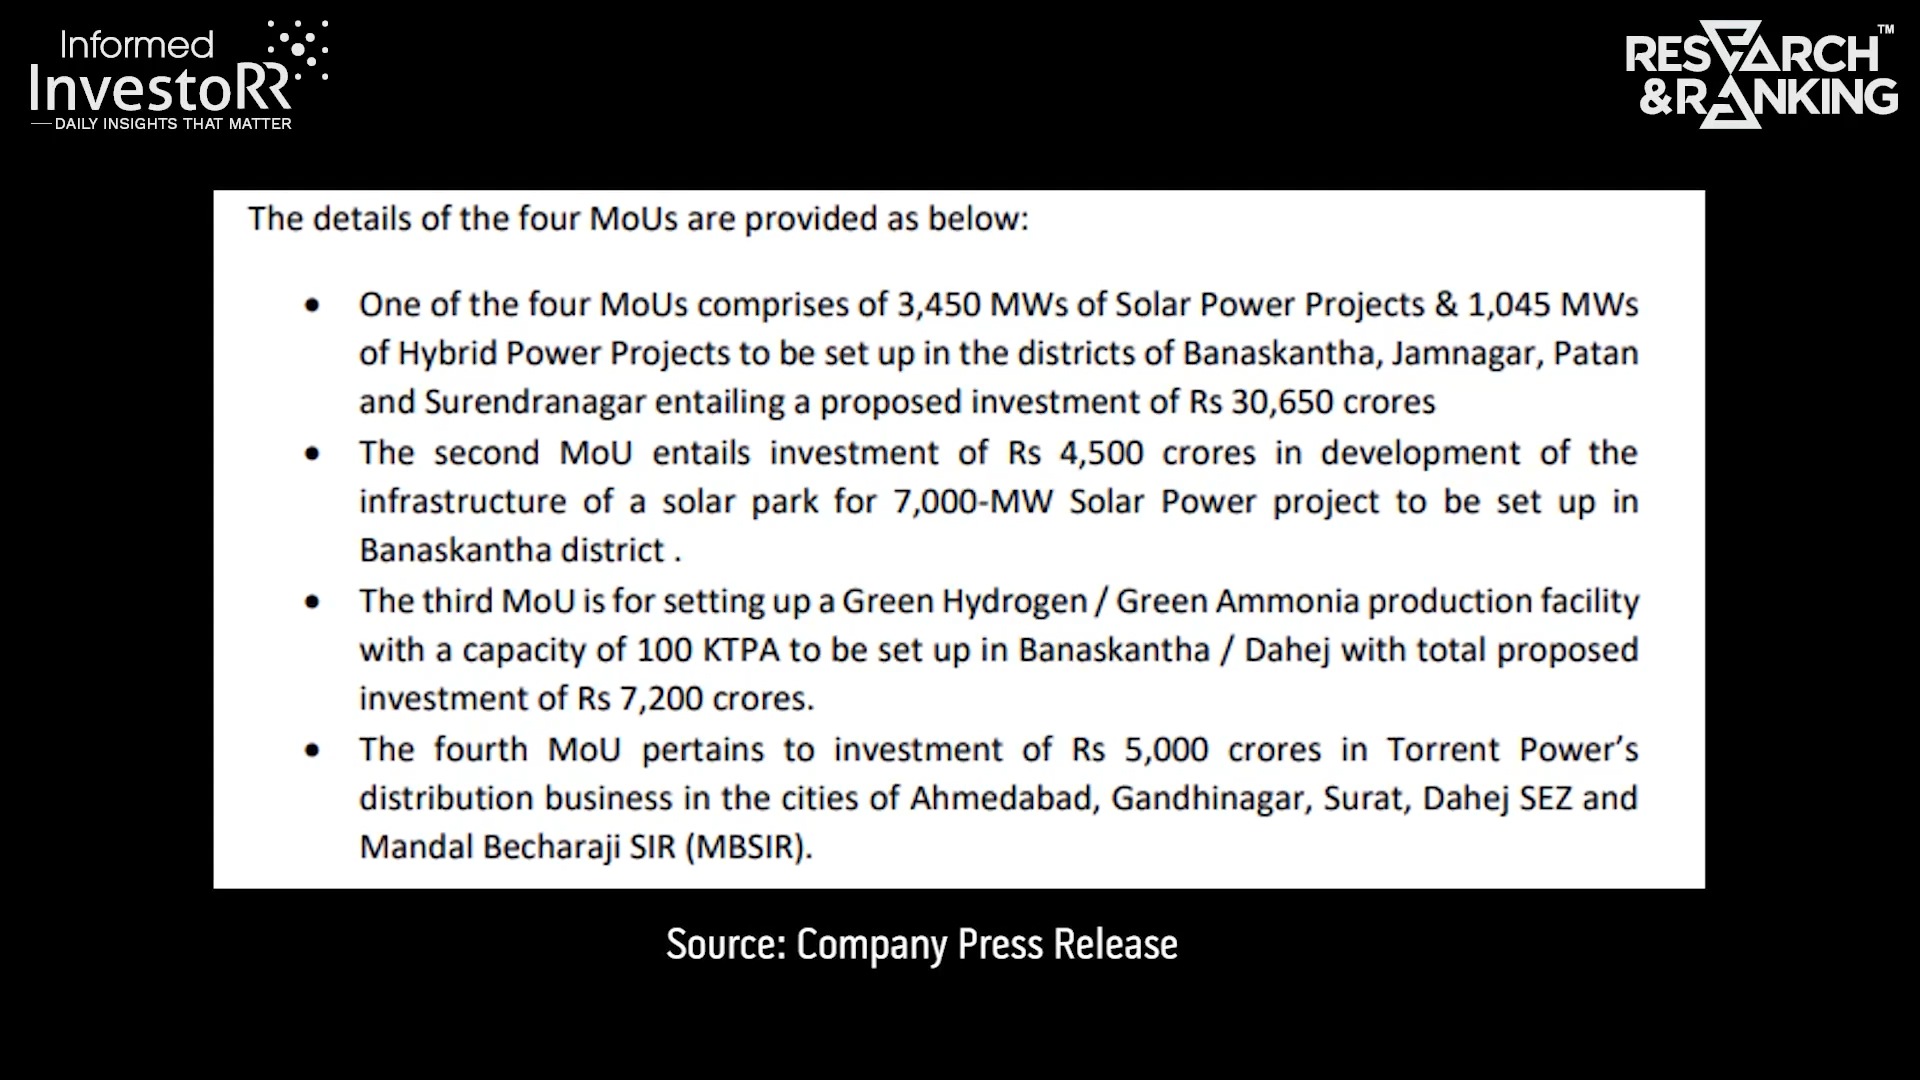 Informed
InvestoRR
DAILY INSIGHTS THAT MATTER
RESEARCH™
&RANKING
The details of the four MoUs are provided as below:
• One of the four MoUs comprises of 3,450 MWs of Solar Power Projects & 1,045 MWs
of Hybrid Power Projects to be set up in the districts of Banaskantha, Jamnagar, Patan
and Surendranagar entailing a proposed investment of Rs 30,650 crores
• The second MoU entails investment of Rs 4,500 crores in development of the
infrastructure of a solar park for 7,000-MW Solar Power project to be set up in
Banaskantha district .
• The third MoU is for setting up a Green Hydrogen / Green Ammonia production facility
with a capacity of 100 KTPA to be set up in Banaskantha / Dahej with total proposed
investment of Rs 7,200 crores.
• The fourth MoU pertains to investment of Rs 5,000 crores in Torrent Power’s
distribution business in the cities of Ahmedabad, Gandhinagar, Surat, Dahej SEZ and
Mandal Becharaji SIR (MBSIR).
Source: Company Press Release